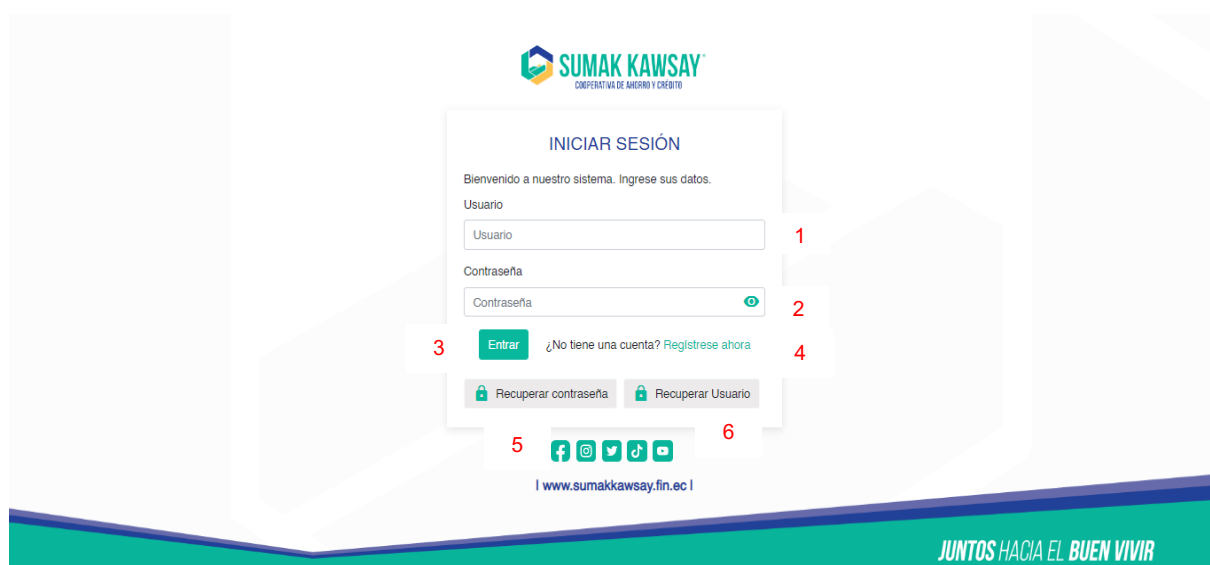 SUMAK KAWSAY
COOPERATIVA DE AHORRO Y CRÉDITO
INICIAR SESIÓN
Bienvenido a nuestro sistema. Ingrese sus datos.
Usuario
Usuario
1
Contraseña
Contraseña
2
3
Entrar
¿No tiene una cuenta? Regístrese ahora
4
Recuperar contraseña
Recuperar Usuario
5
6
| www.sumakkawsay.fin.ec |
JUNTOS HACIA EL BUEN VIVIR